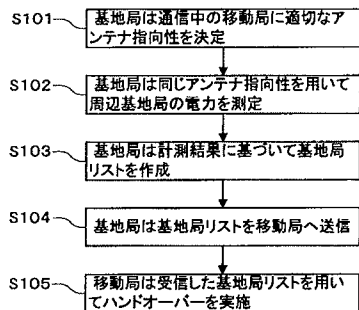 S101 基地局は通信中の移動局に適切なア
ンテナ指向性を決定
S102 基地局は同じアンテナ指向性を用いて
周辺基地局の電力を測定
S103 基地局は計測結果に基づいて基地局
リストを作成
S104 基地局は基地局リストを移動局へ送信
S105 移動局は受信した基地局リストを用い
てハンドオーバーを実施